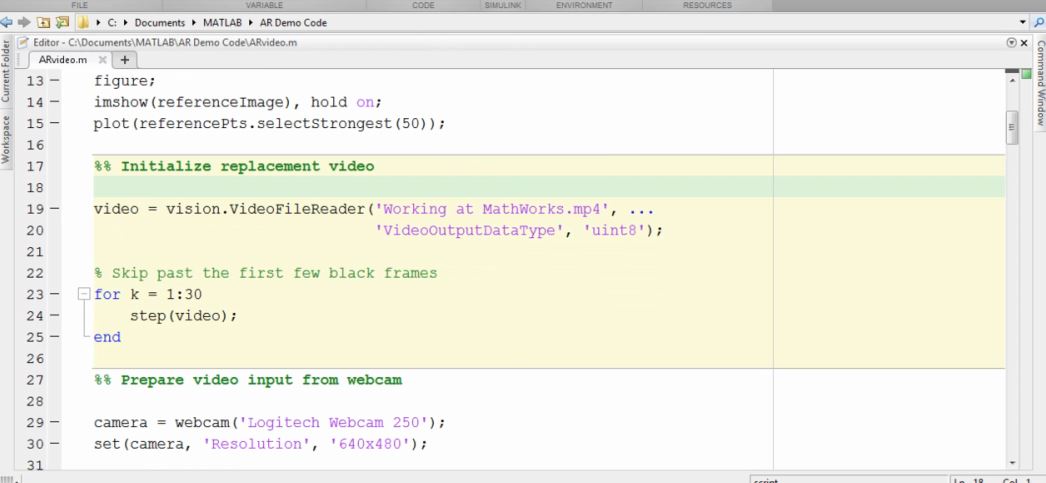 FILE VARIABLE CODE SIMULINK ENVIRONMENT RESOURCES
C: Documents MATLAB AR Demo Code
Editor - C:\Documents\MATLAB\AR Demo Code\ARvideo.m
ARvideo.m
Current Folder
Workspace
Command Window
13 figure;
14 imshow(referenceImage), hold on;
15 plot(referencePts.selectStrongest(50));
16
17 %% Initialize replacement video
18
19 video = vision.VideoFileReader('Working at MathWorks.mp4', ...
20 'VideoOutputDataType', 'uint8');
21
22 % Skip past the first few black frames
23 for k = 1:30
24 step(video);
25 end
26
27 %% Prepare video input from webcam
28
29 camera = webcam('Logitech Webcam 250');
30 set(camera, 'Resolution', '640x480');
31
script Ln 18 Col 1